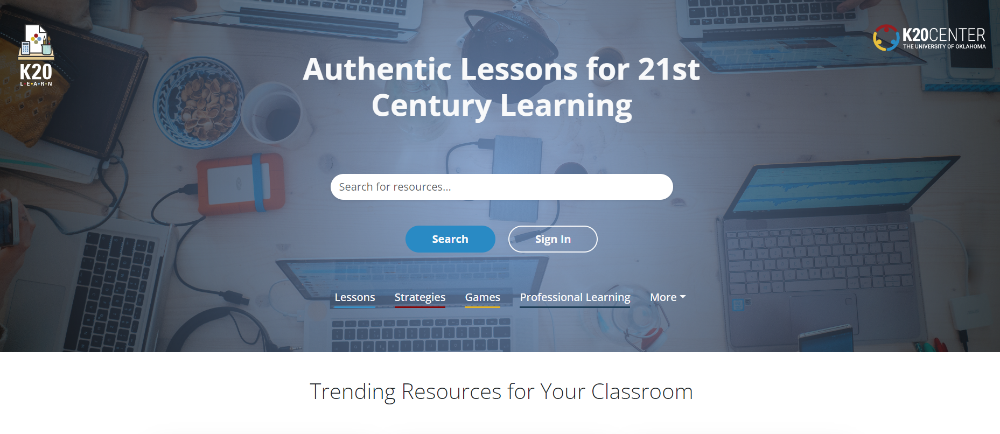 K20
L·E·A·R·N
K20CENTER
THE UNIVERSITY OF OKLAHOMA
Authentic Lessons for 21st
Century Learning
Search for resources...
Search
Sign In
Lessons
Strategies
Games
Professional Learning
More
Trending Resources for Your Classroom